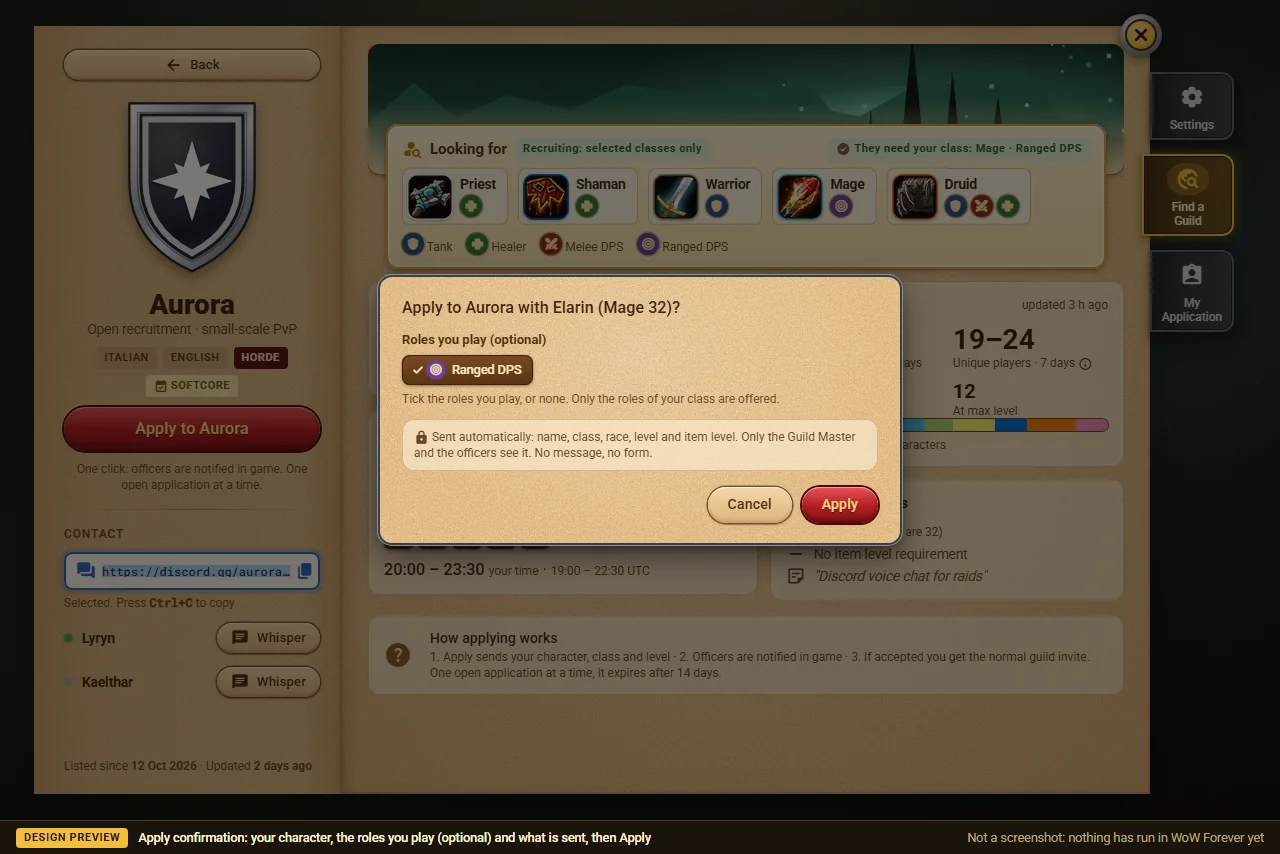 Back
Aurora
Open recruitment · small-scale PvP
ITALIAN
ENGLISH
HORDE
SOFTCORE
Apply to Aurora
One click: officers are notified in game. One
open application at a time.
CONTACT
https://discord.gg/aurora…
Selected. Press Ctrl+C to copy.
Lyryn
Whisper
Kaelthar
Whisper
Listed since 12 Oct 2026 · Updated 2 days ago
Looking for
Recruiting: selected classes only
They need your class: Mage · Ranged DPS
Priest
Shaman
Warrior
Mage
Druid
Tank
Healer
Melee DPS
Ranged DPS
updated 3 h ago
19–24
Unique players · 7 days
12
At max level
Apply to Aurora with Elarin (Mage 32)?
Roles you play (optional)
Ranged DPS
Tick the roles you play, or none. Only the roles of your class are offered.
Sent automatically: name, class, race, level and item level. Only the Guild Master
and the officers see it. No message, no form.
Cancel
Apply
20:00 – 23:30 your time · 19:00 – 22:30 UTC
are 32)
— No item level requirement
"Discord voice chat for raids"
How applying works
1. Apply sends your character, class and level · 2. Officers are notified in game · 3. If accepted you get the normal guild invite.
One open application at a time, it expires after 14 days.
Settings
Find a
Guild
My
Application
DESIGN PREVIEW
Apply confirmation: your character, the roles you play (optional) and what is sent, then Apply
Not a screenshot: nothing has run in WoW Forever yet